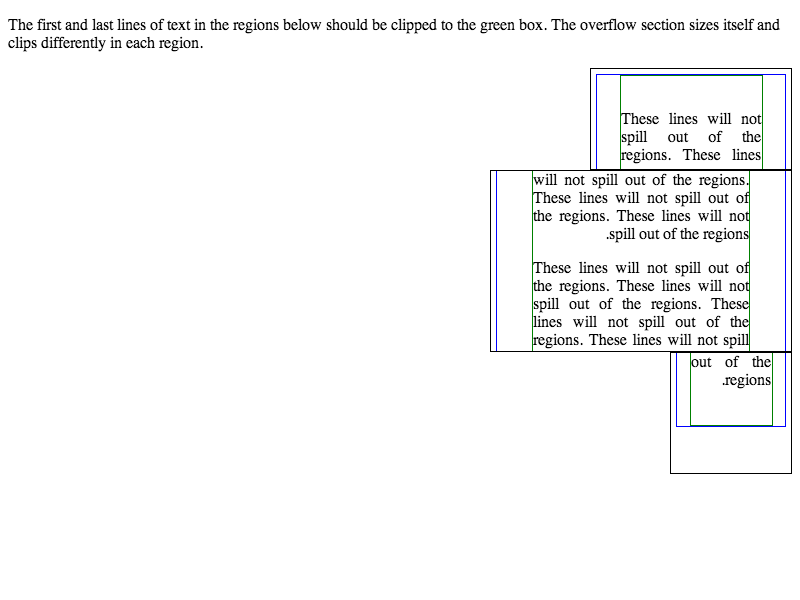 The first and last lines of text in the regions below should be clipped to the green box. The overflow section sizes itself and
clips differently in each region.
These lines will not
spill out of the
regions. These lines
will not spill out of the regions.
These lines will not spill out of
the regions. These lines will not
.spill out of the regions
These lines will not spill out of
the regions. These lines will not
spill out of the regions. These
lines will not spill out of the
regions. These lines will not spill
out of the
.regions